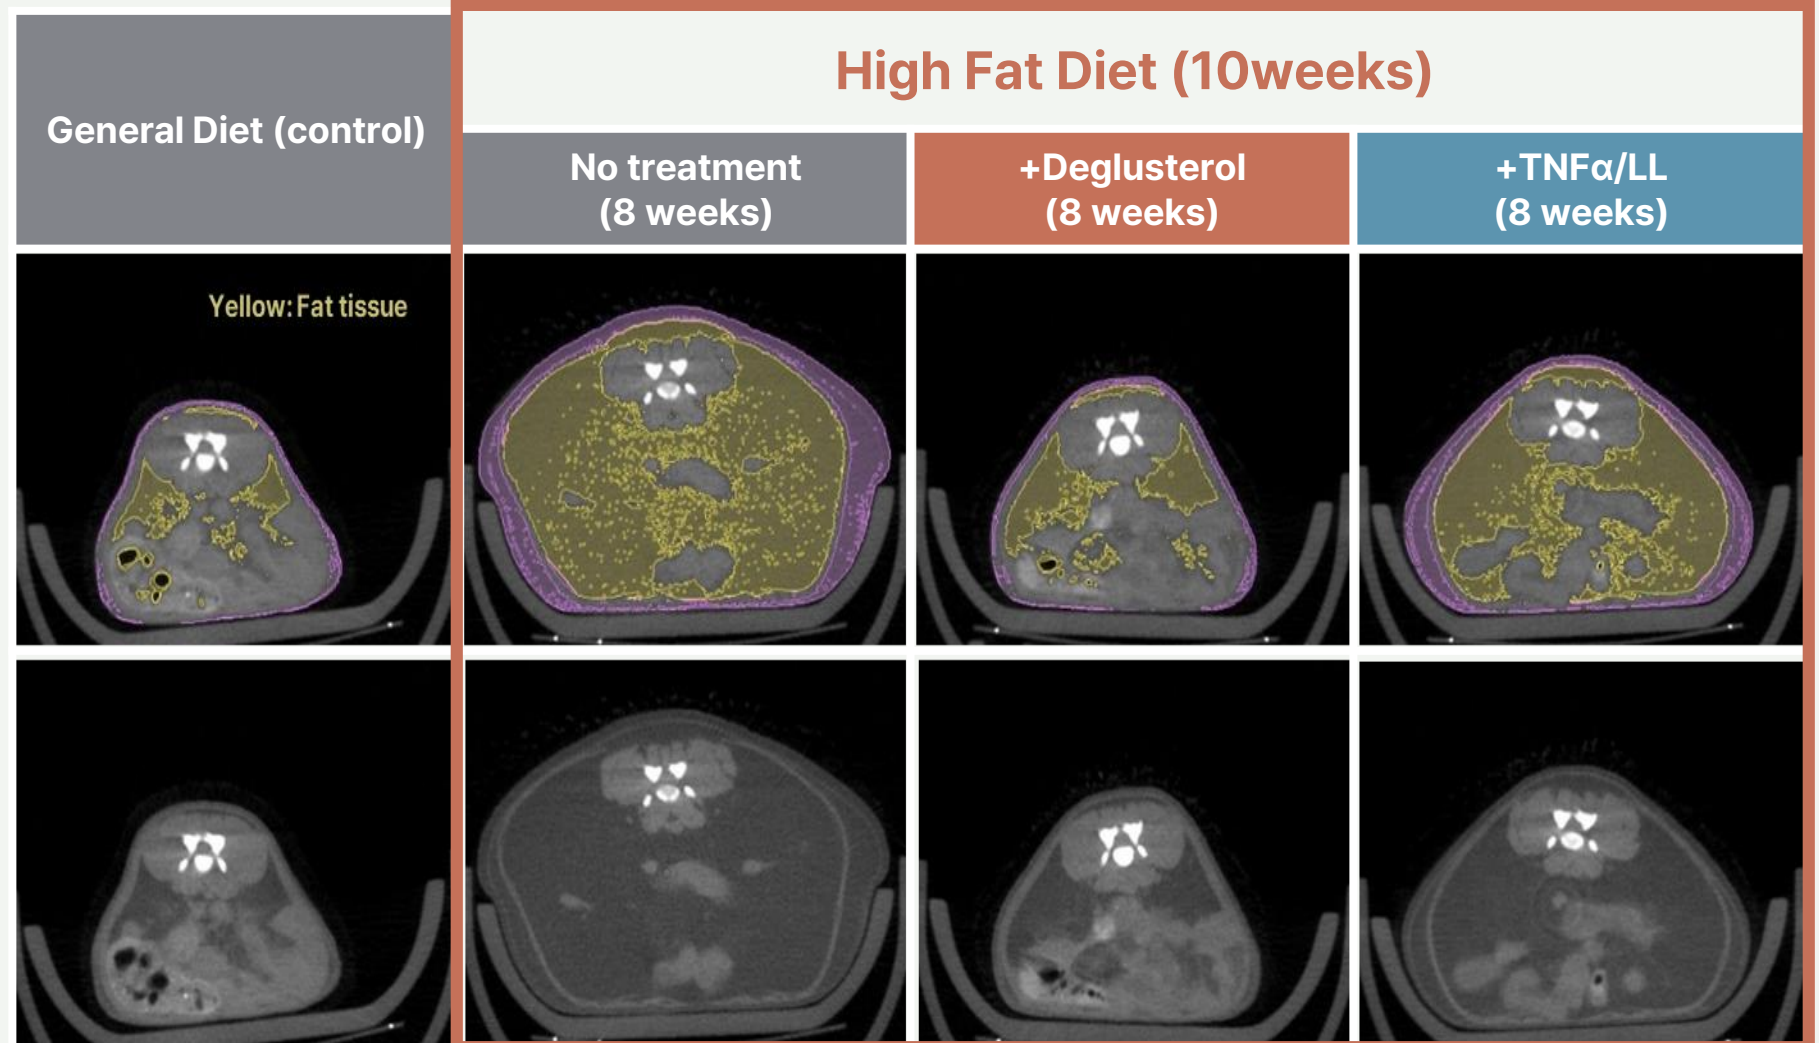 General Diet (control)
High Fat Diet (10weeks)
No treatment
(8 weeks)
+Deglusterol
(8 weeks)
+TNFα/LL
(8 weeks)
Yellow: Fat tissue